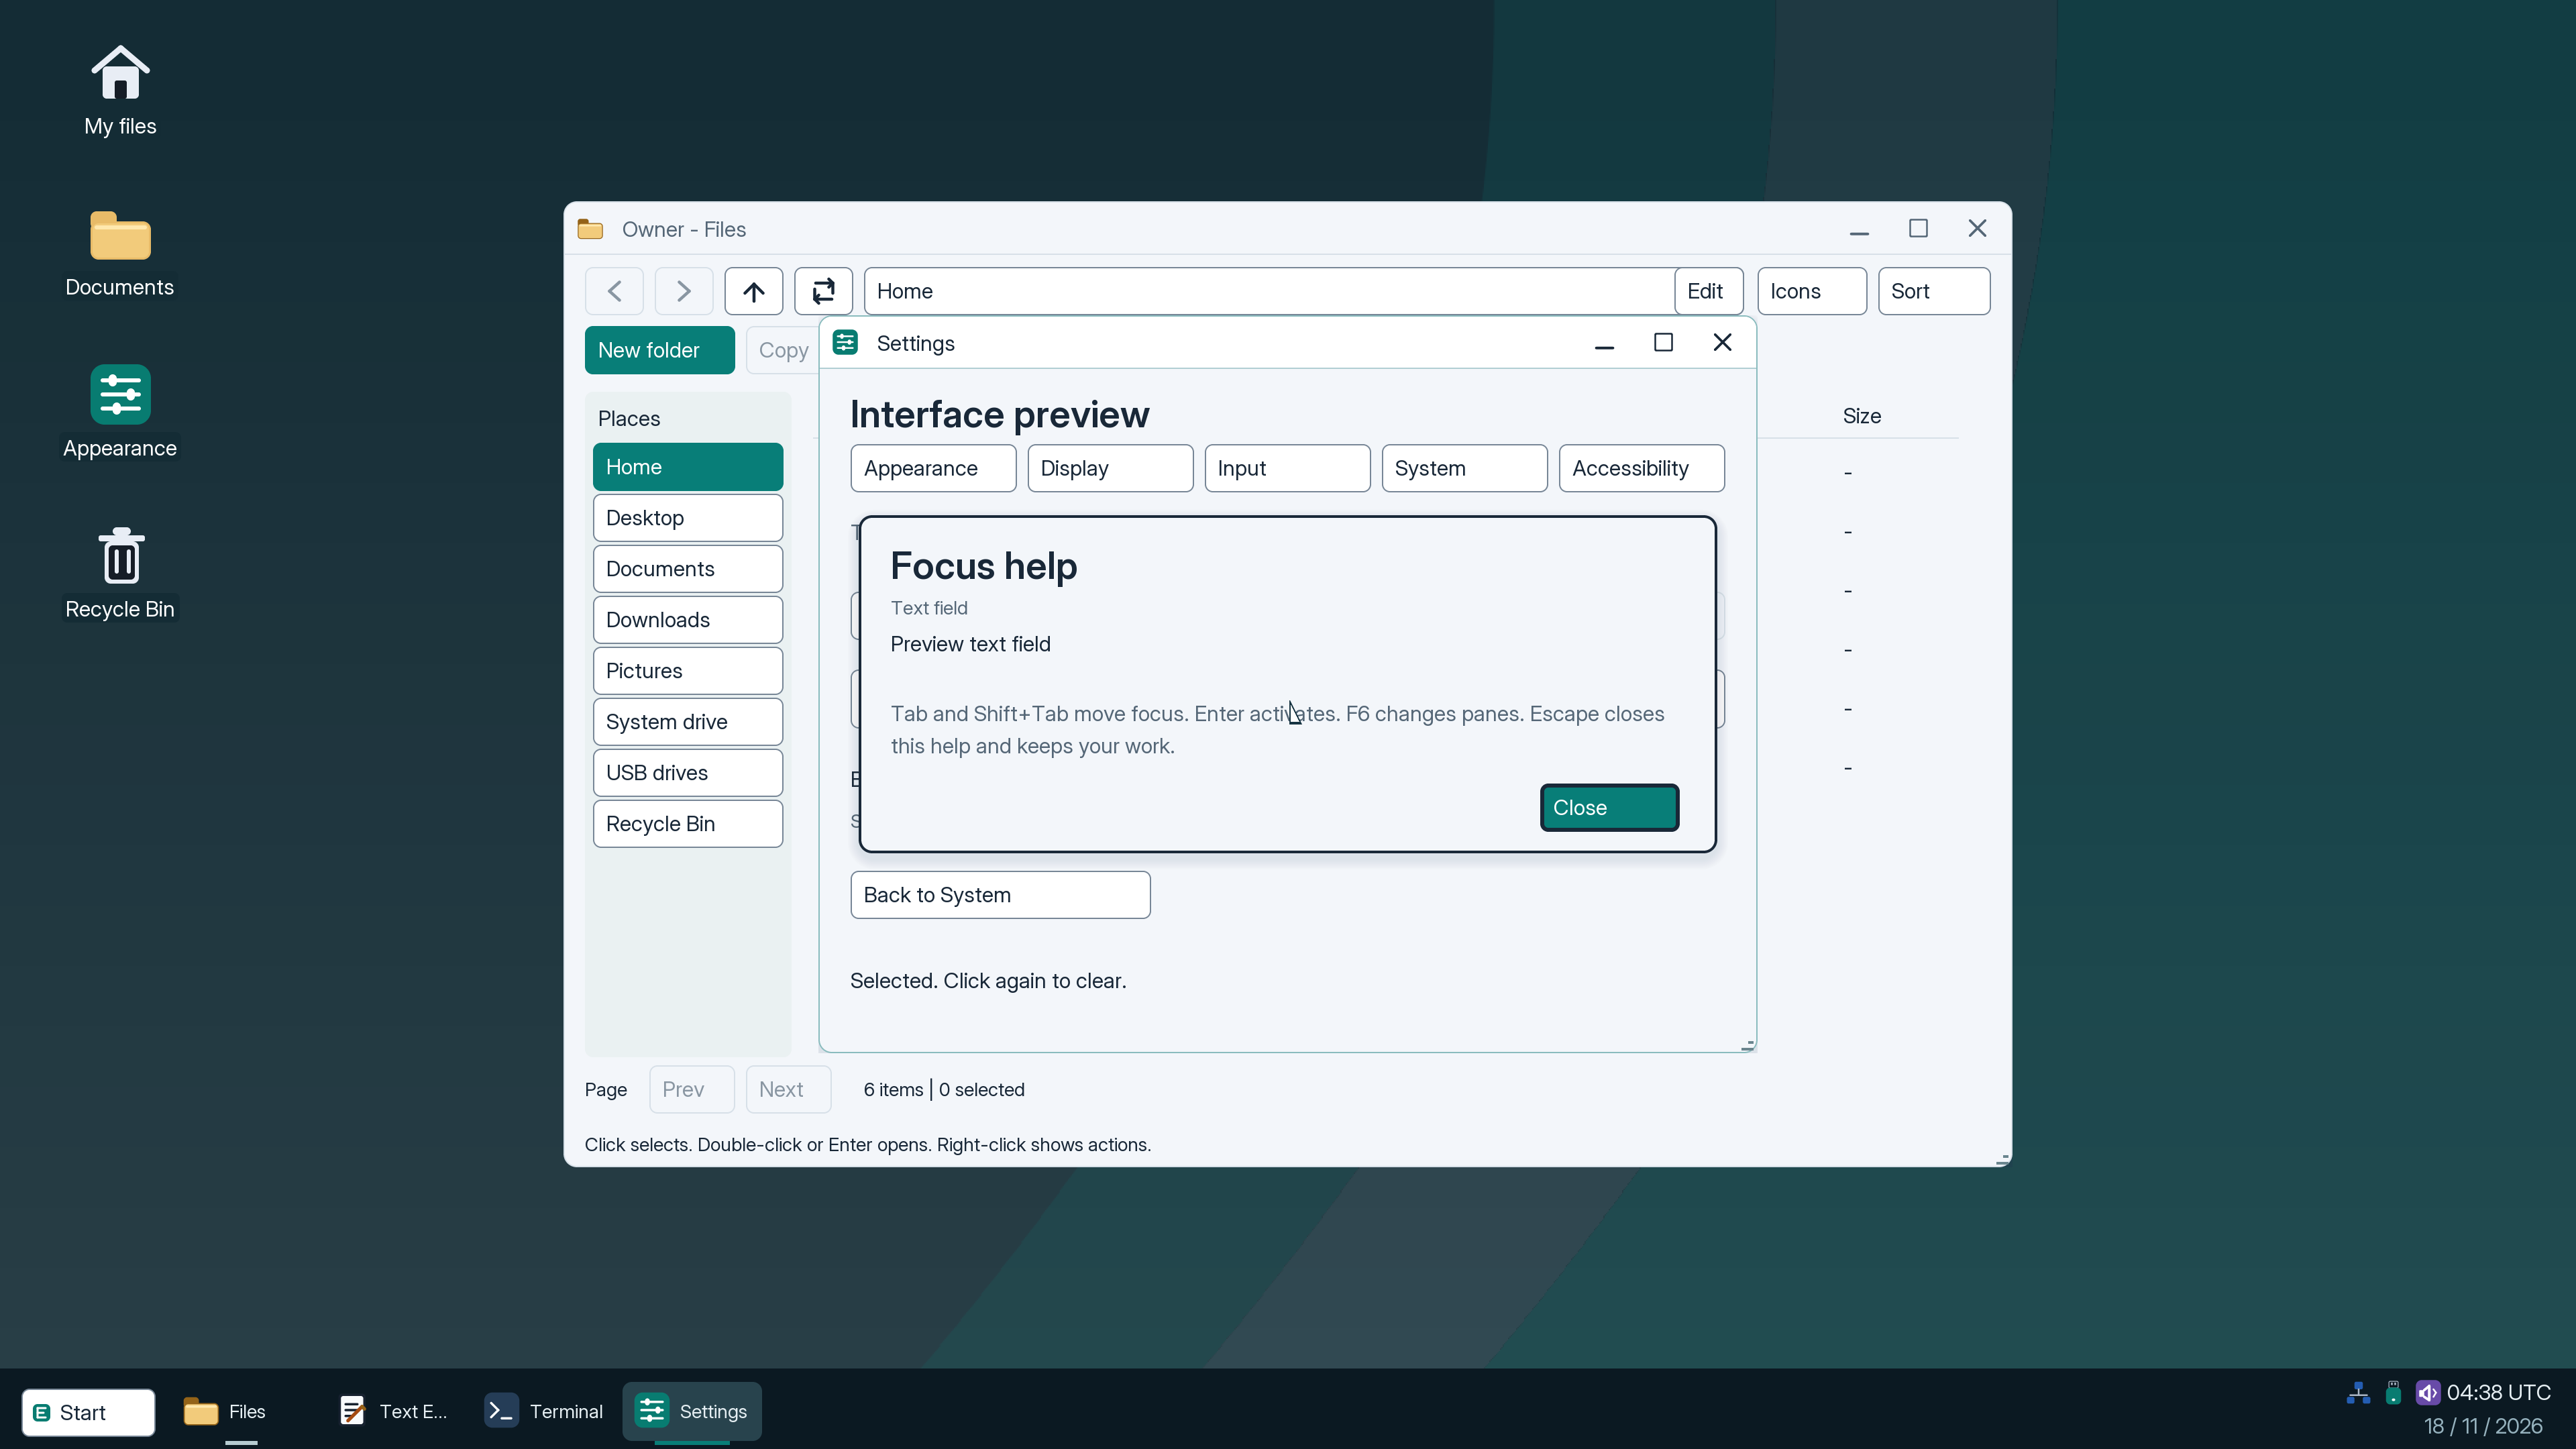 My files
Documents
Appearance
Recycle Bin
Owner - Files
Home
Edit
Icons
Sort
New folder
Copy
Places
Home
Desktop
Documents
Downloads
Pictures
System drive
USB drives
Recycle Bin
Size
-
-
-
-
-
-
Settings
Interface preview
Appearance
Display
Input
System
Accessibility
Focus help
Text field
Preview text field
Tab and Shift+Tab move focus. Enter activates. F6 changes panes. Escape closes
this help and keeps your work.
Close
Back to System
Selected. Click again to clear.
Page
Prev
Next
6 items | 0 selected
Click selects. Double-click or Enter opens. Right-click shows actions.
Start
Files
Text E...
Terminal
Settings
04:38 UTC
18 / 11 / 2026